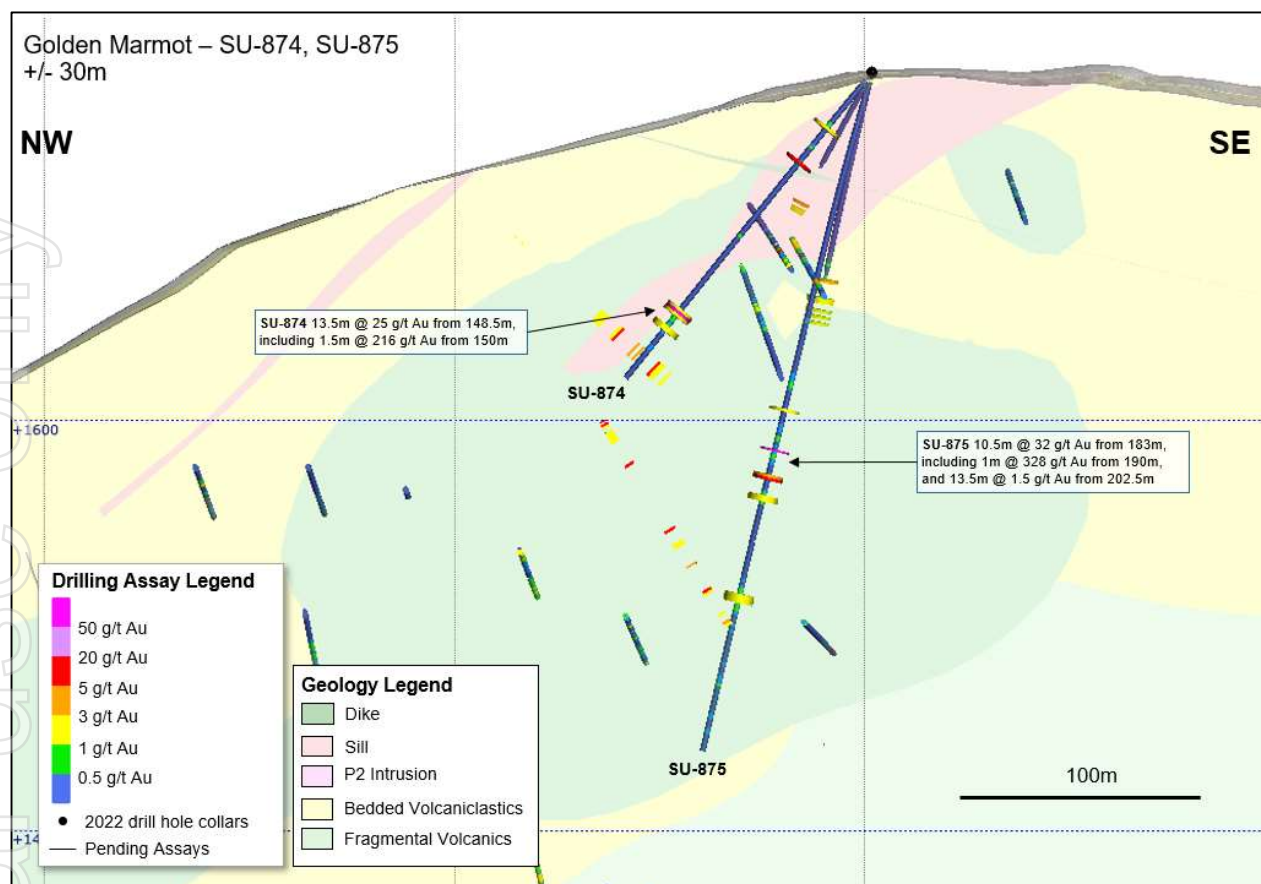 Golden Marmot – SU-874, SU-875
+/- 30m
NW
SE
SU-874 13.5m @ 25 g/t Au from 148.5m,
including 1.5m @ 216 g/t Au from 150m
SU-874
+1600
SU-875 10.5m @ 32 g/t Au from 183m,
including 1m @ 328 g/t Au from 190m,
and 13.5m @ 1.5 g/t Au from 202.5m
Drilling Assay Legend
50 g/t Au
20 g/t Au
5 g/t Au
3 g/t Au
1 g/t Au
0.5 g/t Au
2022 drill hole collars
Pending Assays
Geology Legend
Dike
Sill
P2 Intrusion
Bedded Volcaniclastics
Fragmental Volcanics
SU-875
100m